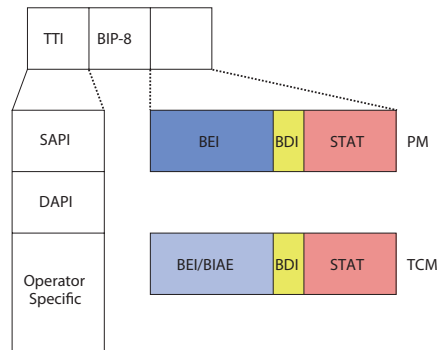 TTI BIP-8
SAPI
BEI BDI STAT PM
DAPI
BEI/BIAE BDI STAT TCM
Operator
Specific